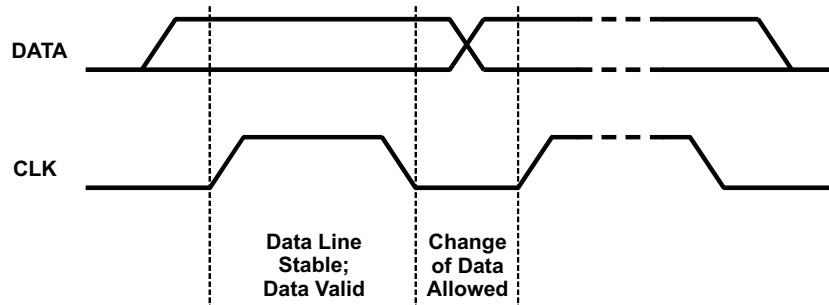 DATA
CLK
Data Line
Stable;
Data Valid
Change
of Data
Allowed